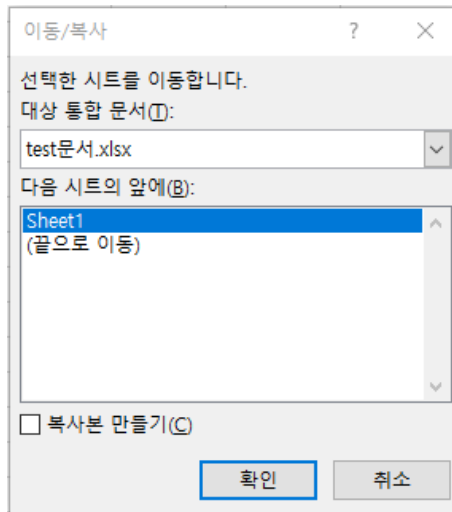 이동/복사 ?
선택한 시트를 이동합니다.
대상 통합 문서(T):
test문서.xlsx
다음 시트의 앞에(B):
Sheet1
(끝으로 이동)
복사본 만들기(C)
확인 취소